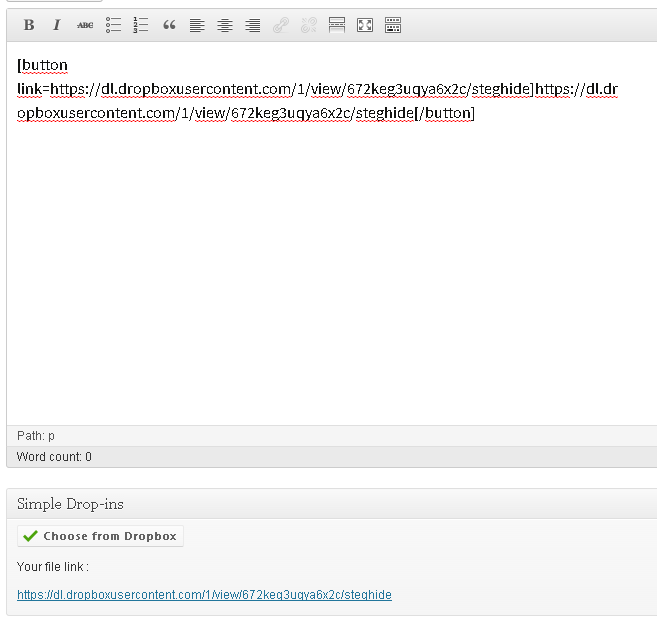 B I ABC
[button
link=https://dl.dropboxusercontent.com/1/view/672keg3uqya6x2c/steghide]https://dl.dr
opboxusercontent.com/1/view/672keg3uqya6x2c/steghide[/button]
Path: p
Word count: 0
Simple Drop-ins
Choose from Dropbox
Your file link :
https://dl.dropboxusercontent.com/1/view/672keg3uqya6x2c/steghide